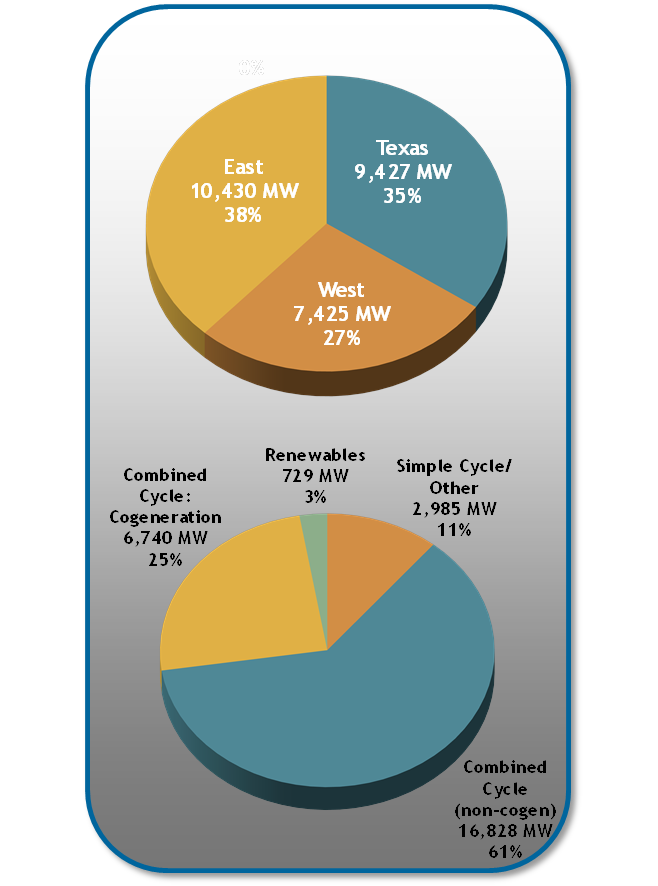 0%
Texas
9,427 MW
35%
East
10,430 MW
38%
West
7,425 MW
27%
Renewables
729 MW
3%
Simple Cycle/
Other
2,985 MW
11%
Combined
Cycle:
Cogeneration
6,740 MW
25%
Combined
Cycle
(non-cogen)
16,828 MW
61%